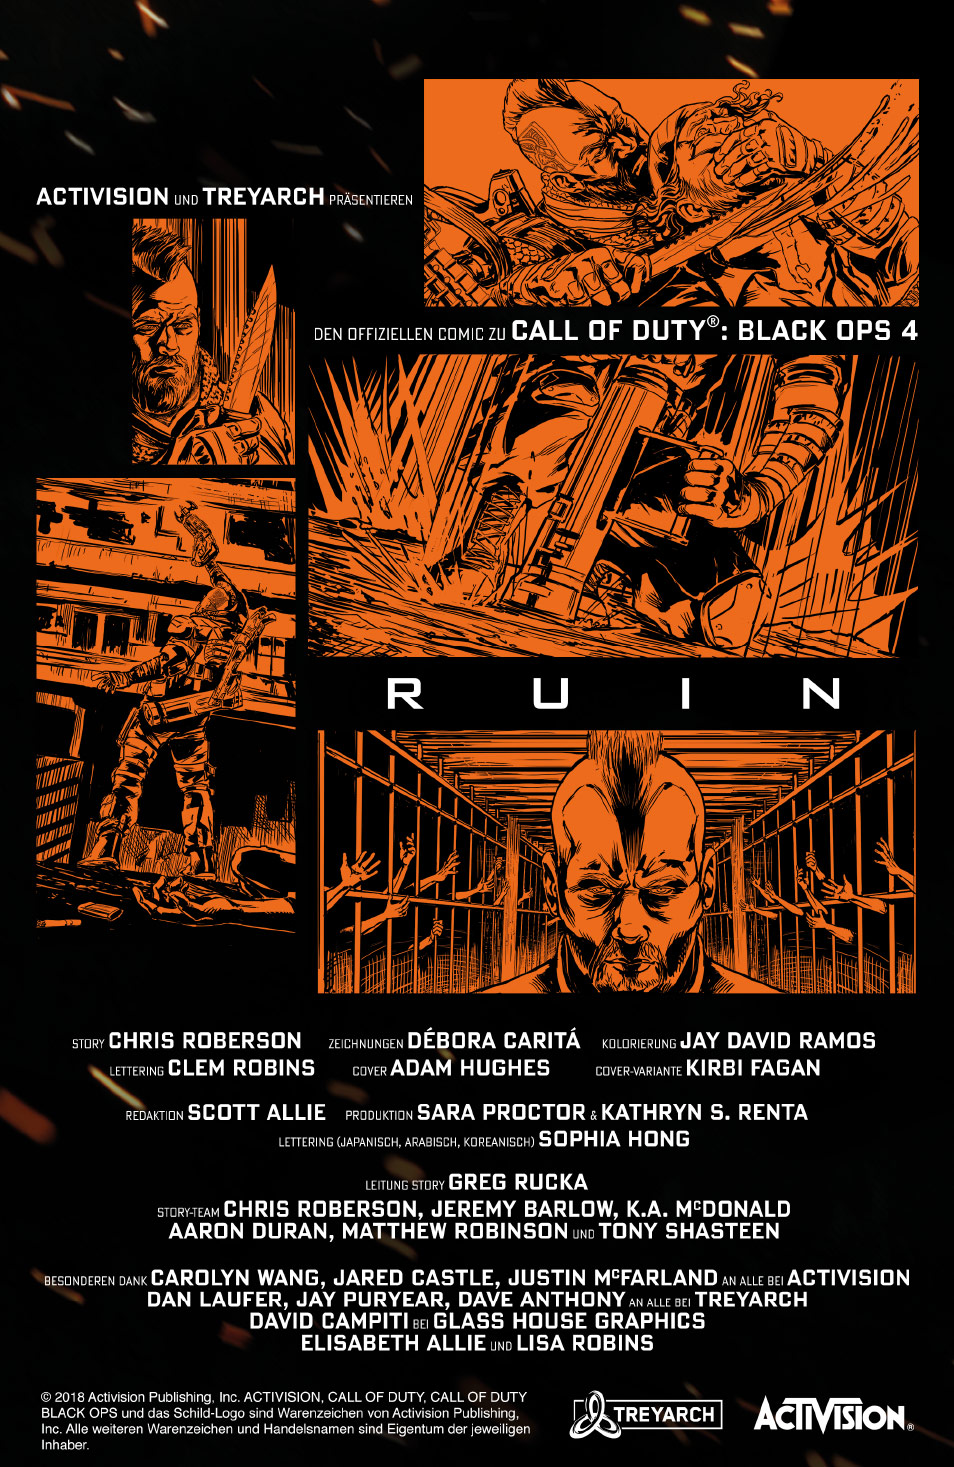 ACTIVISION UND TREYARCH PRÄSENTIEREN
DEN OFFIZIELLEN COMIC ZU CALL OF DUTY®: BLACK OPS 4
RUIN
STORY CHRIS ROBERSON ZEICHNUNGEN DÉBORA CARITÁ KOLORIERUNG JAY DAVID RAMOS
LETTERING CLEM ROBINS COVER ADAM HUGHES COVER-VARIANTE KIRBI FAGAN
REDAKTION SCOTT ALLIE PRODUKTION SARA PROCTOR & KATHRYN S. RENTA
LETTERING (JAPANISCH, ARABISCH, KOREANISCH) SOPHIA HONG
LEITUNG STORY GREG RUCKA
STORY-TEAM CHRIS ROBERSON, JEREMY BARLOW, K.A. McDONALD
AARON DURAN, MATTHEW ROBINSON UND TONY SHASTEEN
BESONDEREN DANK CAROLYN WANG, JARED CASTLE, JUSTIN McFARLAND AN ALLE BEI ACTIVISION
DAN LAUFER, JAY PURYEAR, DAVE ANTHONY AN ALLE BEI TREYARCH
DAVID CAMPITI BEI GLASS HOUSE GRAPHICS
ELISABETH ALLIE UND LISA ROBINS
© 2018 Activision Publishing, Inc. ACTIVISION, CALL OF DUTY, CALL OF DUTY
BLACK OPS und das Schild-Logo sind Warenzeichen von Activision Publishing,
Inc. Alle weiteren Warenzeichen und Handelsnamen sind Eigentum der jeweiligen
Inhaber.
TREYARCH
ACTIVISION®